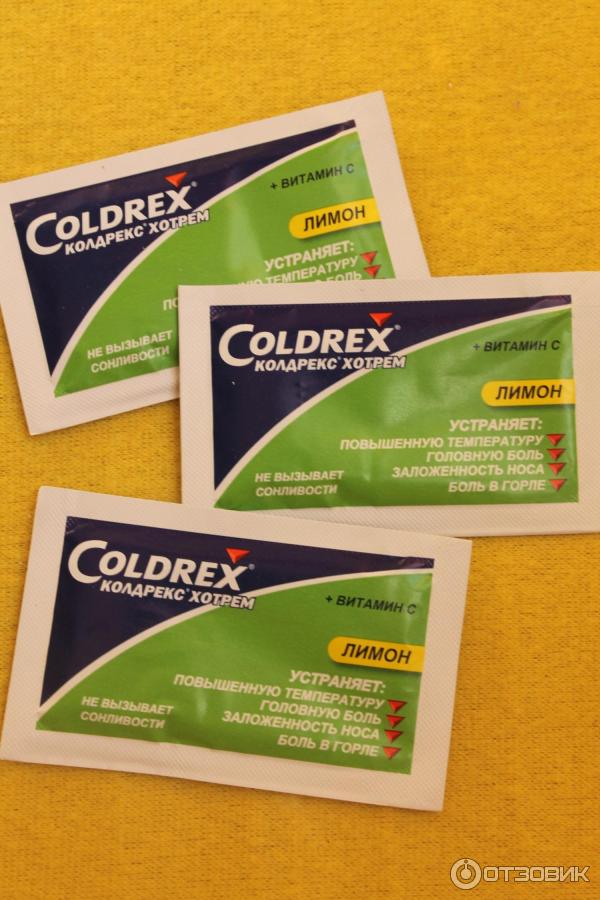 + ВИТАМИН С
COLDREX®
КОЛДРЕКС® ХОТРЕМ
ЛИМОН
УСТРАНЯЕТ:
ТЕМПЕРАТУРУ
БОЛЬ
НЕ ВЫЗЫВАЕТ
СОНЛИВОСТИ
COLDREX®
КОЛДРЕКС® ХОТРЕМ
+ ВИТАМИН С
ЛИМОН
УСТРАНЯЕТ:
ПОВЫШЕННУЮ ТЕМПЕРАТУРУ
ГОЛОВНУЮ БОЛЬ
ЗАЛОЖЕННОСТЬ НОСА
БОЛЬ В ГОРЛЕ
НЕ ВЫЗЫВАЕТ
СОНЛИВОСТИ
COLDREX®
КОЛДРЕКС® ХОТРЕМ
+ ВИТАМИН С
ЛИМОН
УСТРАНЯЕТ:
ПОВЫШЕННУЮ ТЕМПЕРАТУРУ
ГОЛОВНУЮ БОЛЬ
ЗАЛОЖЕННОСТЬ НОСА
БОЛЬ В ГОРЛЕ
НЕ ВЫЗЫВАЕТ
СОНЛИВОСТИ
ОТЗОВИК